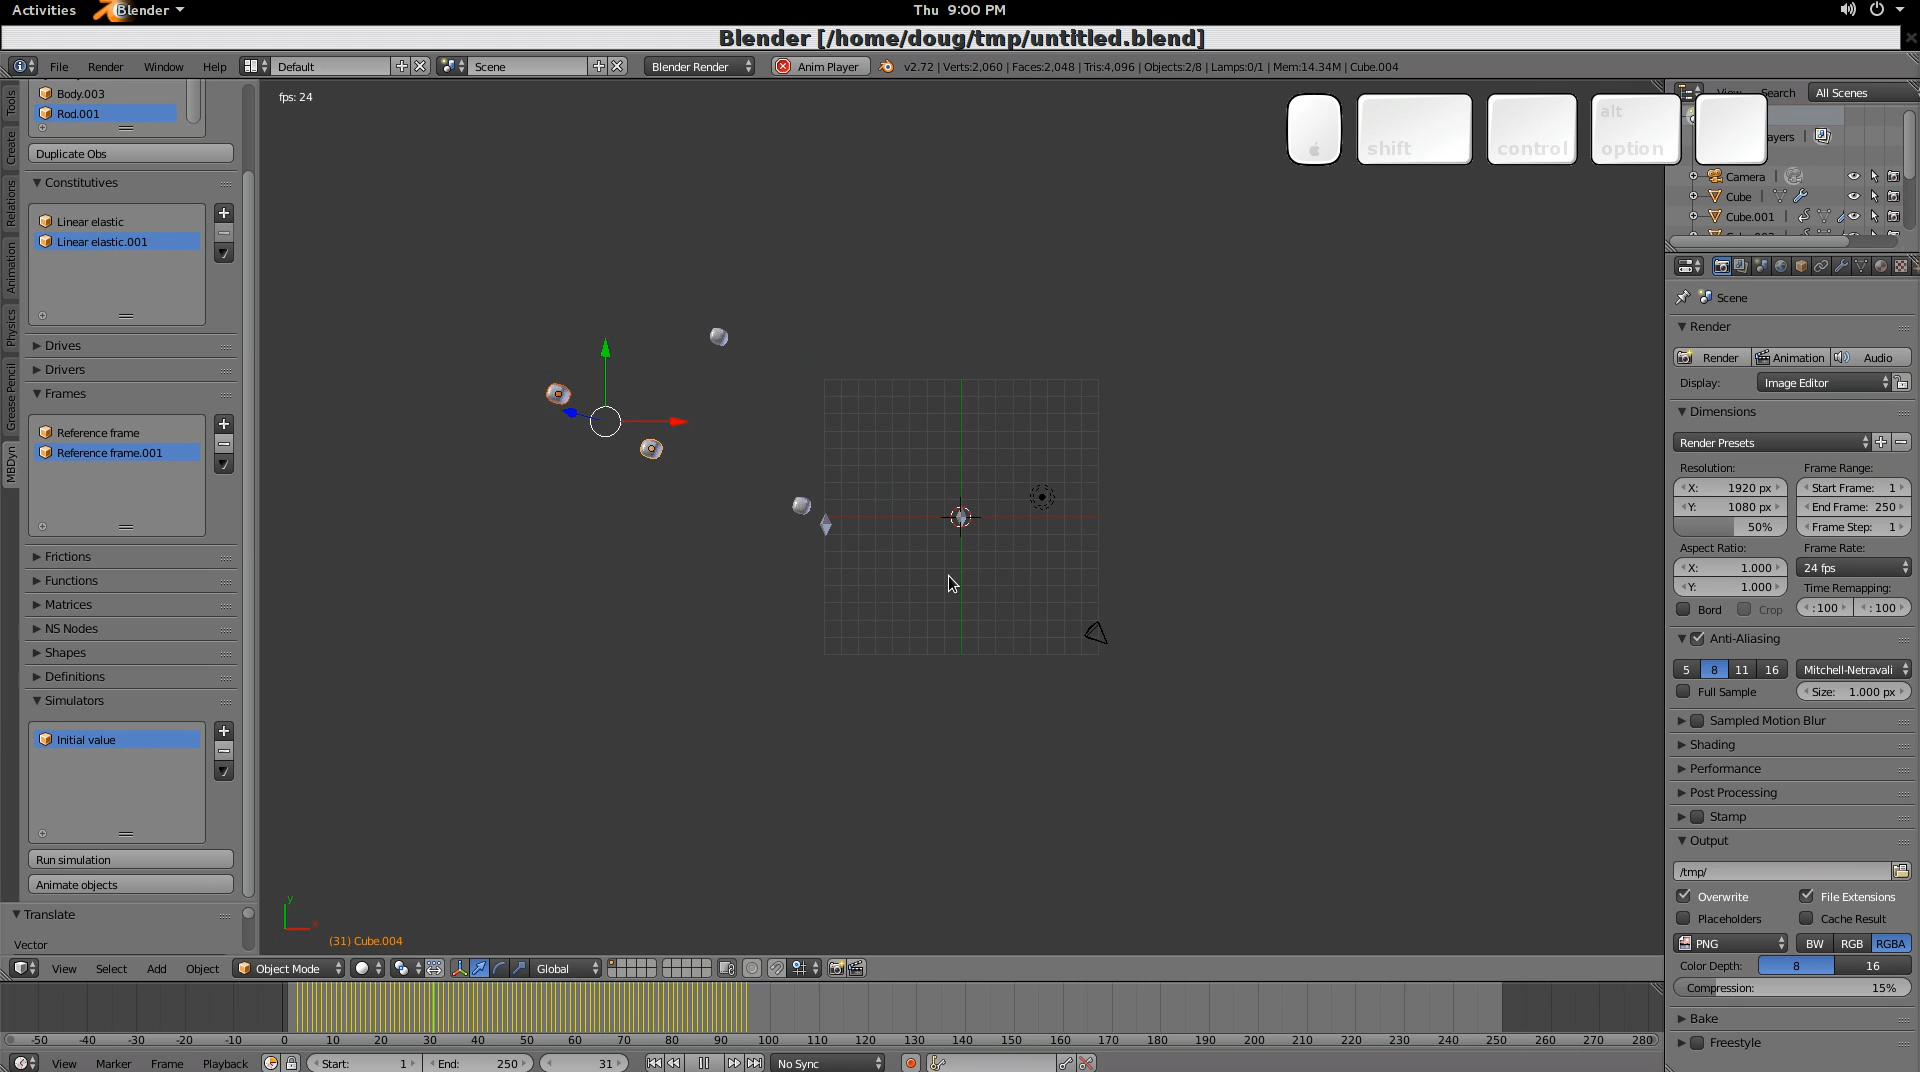 Activities Blender Thu 9:00 PM
Blender [/home/doug/tmp/untitled.blend]
File Render Window Help Default Scene Blender Render Anim Player v2.72 | Verts:2,060 | Faces:2,048 | Tris:4,096 | Objects:2/8 | Lamps:0/1 | Mem:14.34M | Cube.004
Tools
Create
Relations
Animation
Physics
Grease Pencil
MBDyn
Body.003
Rod.001
Duplicate Obs
Constitutives
Linear elastic
Linear elastic.001
Drives
Drivers
Frames
Reference frame
Reference frame.001
Frictions
Functions
Matrices
NS Nodes
Shapes
Definitions
Simulators
Initial value
Run simulation
Animate objects
Translate
Vector
fps: 24
shift control alt option
y
x
(31) Cube.004
View Select Add Object Object Mode Global
-50 -40 -30 -20 -10 0 10 20 30 40 50 60 70 80 90 100 110 120 130 140 150 160 170 180 190 200 210 220 230 240 250 260 270 280
View Marker Frame Playback Start: 1 End: 250 31 No Sync
View Search All Scenes
ayers
Camera
Cube
Cube.001
Scene
Render
Render Animation Audio
Display: Image Editor
Dimensions
Render Presets
Resolution: Frame Range:
X: 1920 px Start Frame: 1
Y: 1080 px End Frame: 250
50% Frame Step: 1
Aspect Ratio: Frame Rate:
X: 1.000 24 fps
Y: 1.000 Time Remapping:
Bord Crop :100 :100
Anti-Aliasing
5 8 11 16 Mitchell-Netravali
Full Sample Size: 1.000 px
Sampled Motion Blur
Shading
Performance
Post Processing
Stamp
Output
/tmp/
Overwrite File Extensions
Placeholders Cache Result
PNG BW RGB RGBA
Color Depth: 8 16
Compression: 15%
Bake
Freestyle